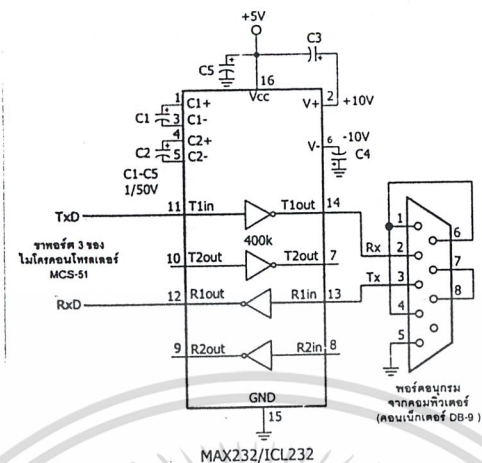 +5V
C3
C5
16
Vcc
1 C1+
C1 3 C1-
4 C2+
C2 5 C2-
C1-C5
1/50V
V+ 2 +10V
V- 6 -10V
C4
TxD 11 T1in T1out 14
400k
ขาพอร์ต 3 ของ
ไมโครคอนโทรลเลอร์
MCS-51
10 T2out T2out 7
RxD 12 R1out R1in 13
9 R2out R2in 8
GND
15
MAX232/ICL232
Rx
Tx
1
2
3
4
5
6
7
8
พอร์ตอนุกรม
จากคอมพิวเตอร์
(คอนเน็กเตอร์ DB-9)